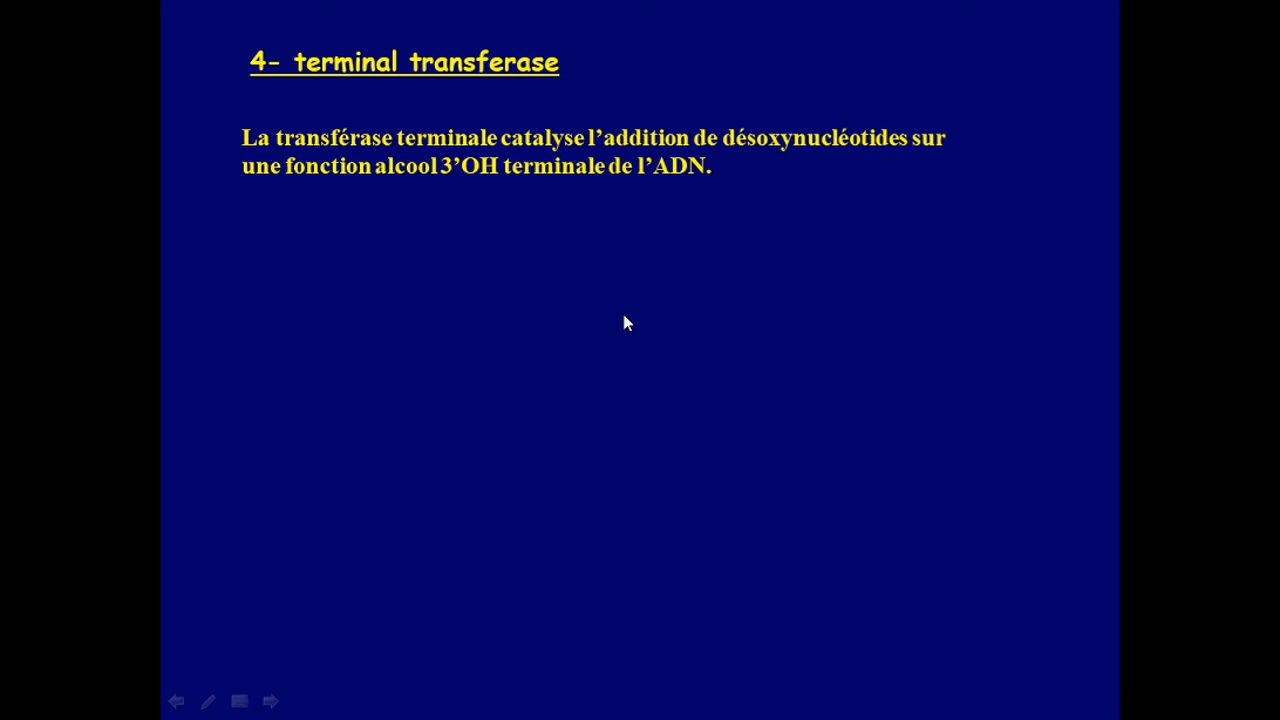 4- terminal transferase
La transférase terminale catalyse l’addition de désoxynucléotides sur
une fonction alcool 3’OH terminale de l’ADN.